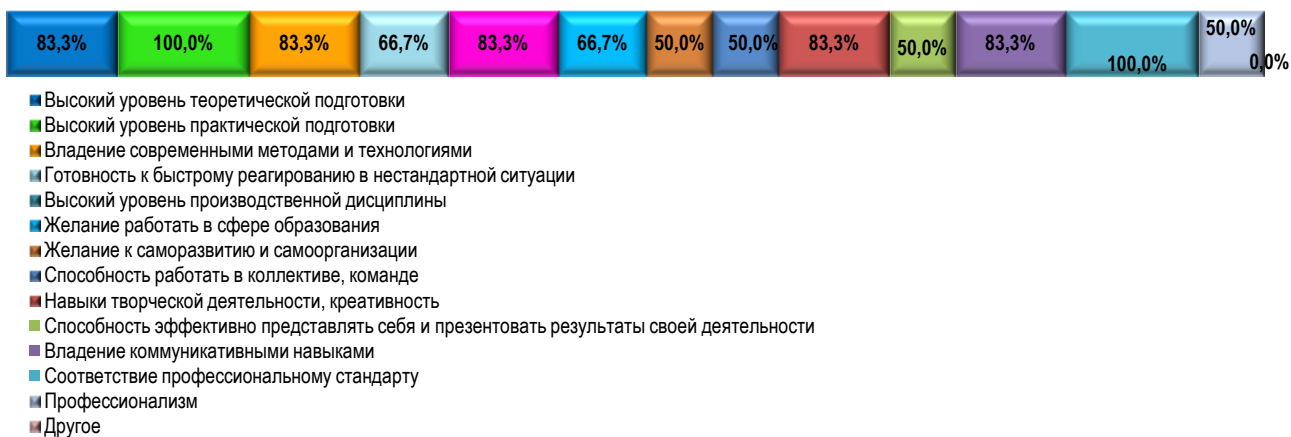 83,3% 100,0% 83,3% 66,7% 83,3% 66,7% 50,0% 50,0% 83,3% 50,0% 83,3% 100,0% 50,0% 0,0%
Высокий уровень теоретической подготовки
Высокий уровень практической подготовки
Владение современными методами и технологиями
Готовность к быстрому реагированию в нестандартной ситуации
Высокий уровень производственной дисциплины
Желание работать в сфере образования
Желание к саморазвитию и самоорганизации
Способность работать в коллективе, команде
Навыки творческой деятельности, креативность
Способность эффективно представлять себя и презентовать результаты своей деятельности
Владение коммуникативными навыками
Соответствие профессиональному стандарту
Профессионализм
Другое